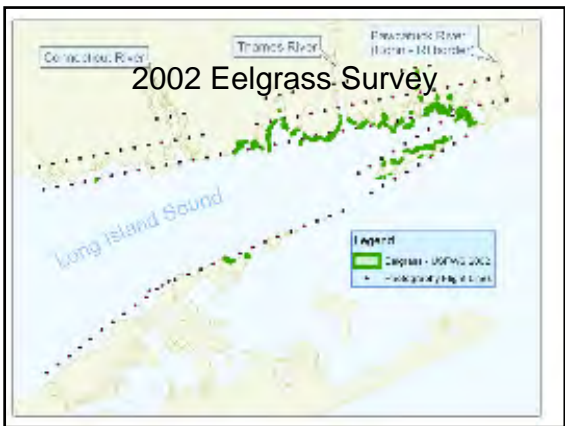 Connecticut River
Thames River
Pawcatuck River
(Conn - RI border)
2002 Eelgrass Survey
Long Island Sound
Legend
Eelgrass - USFWS 2002
Photography Flight Lines